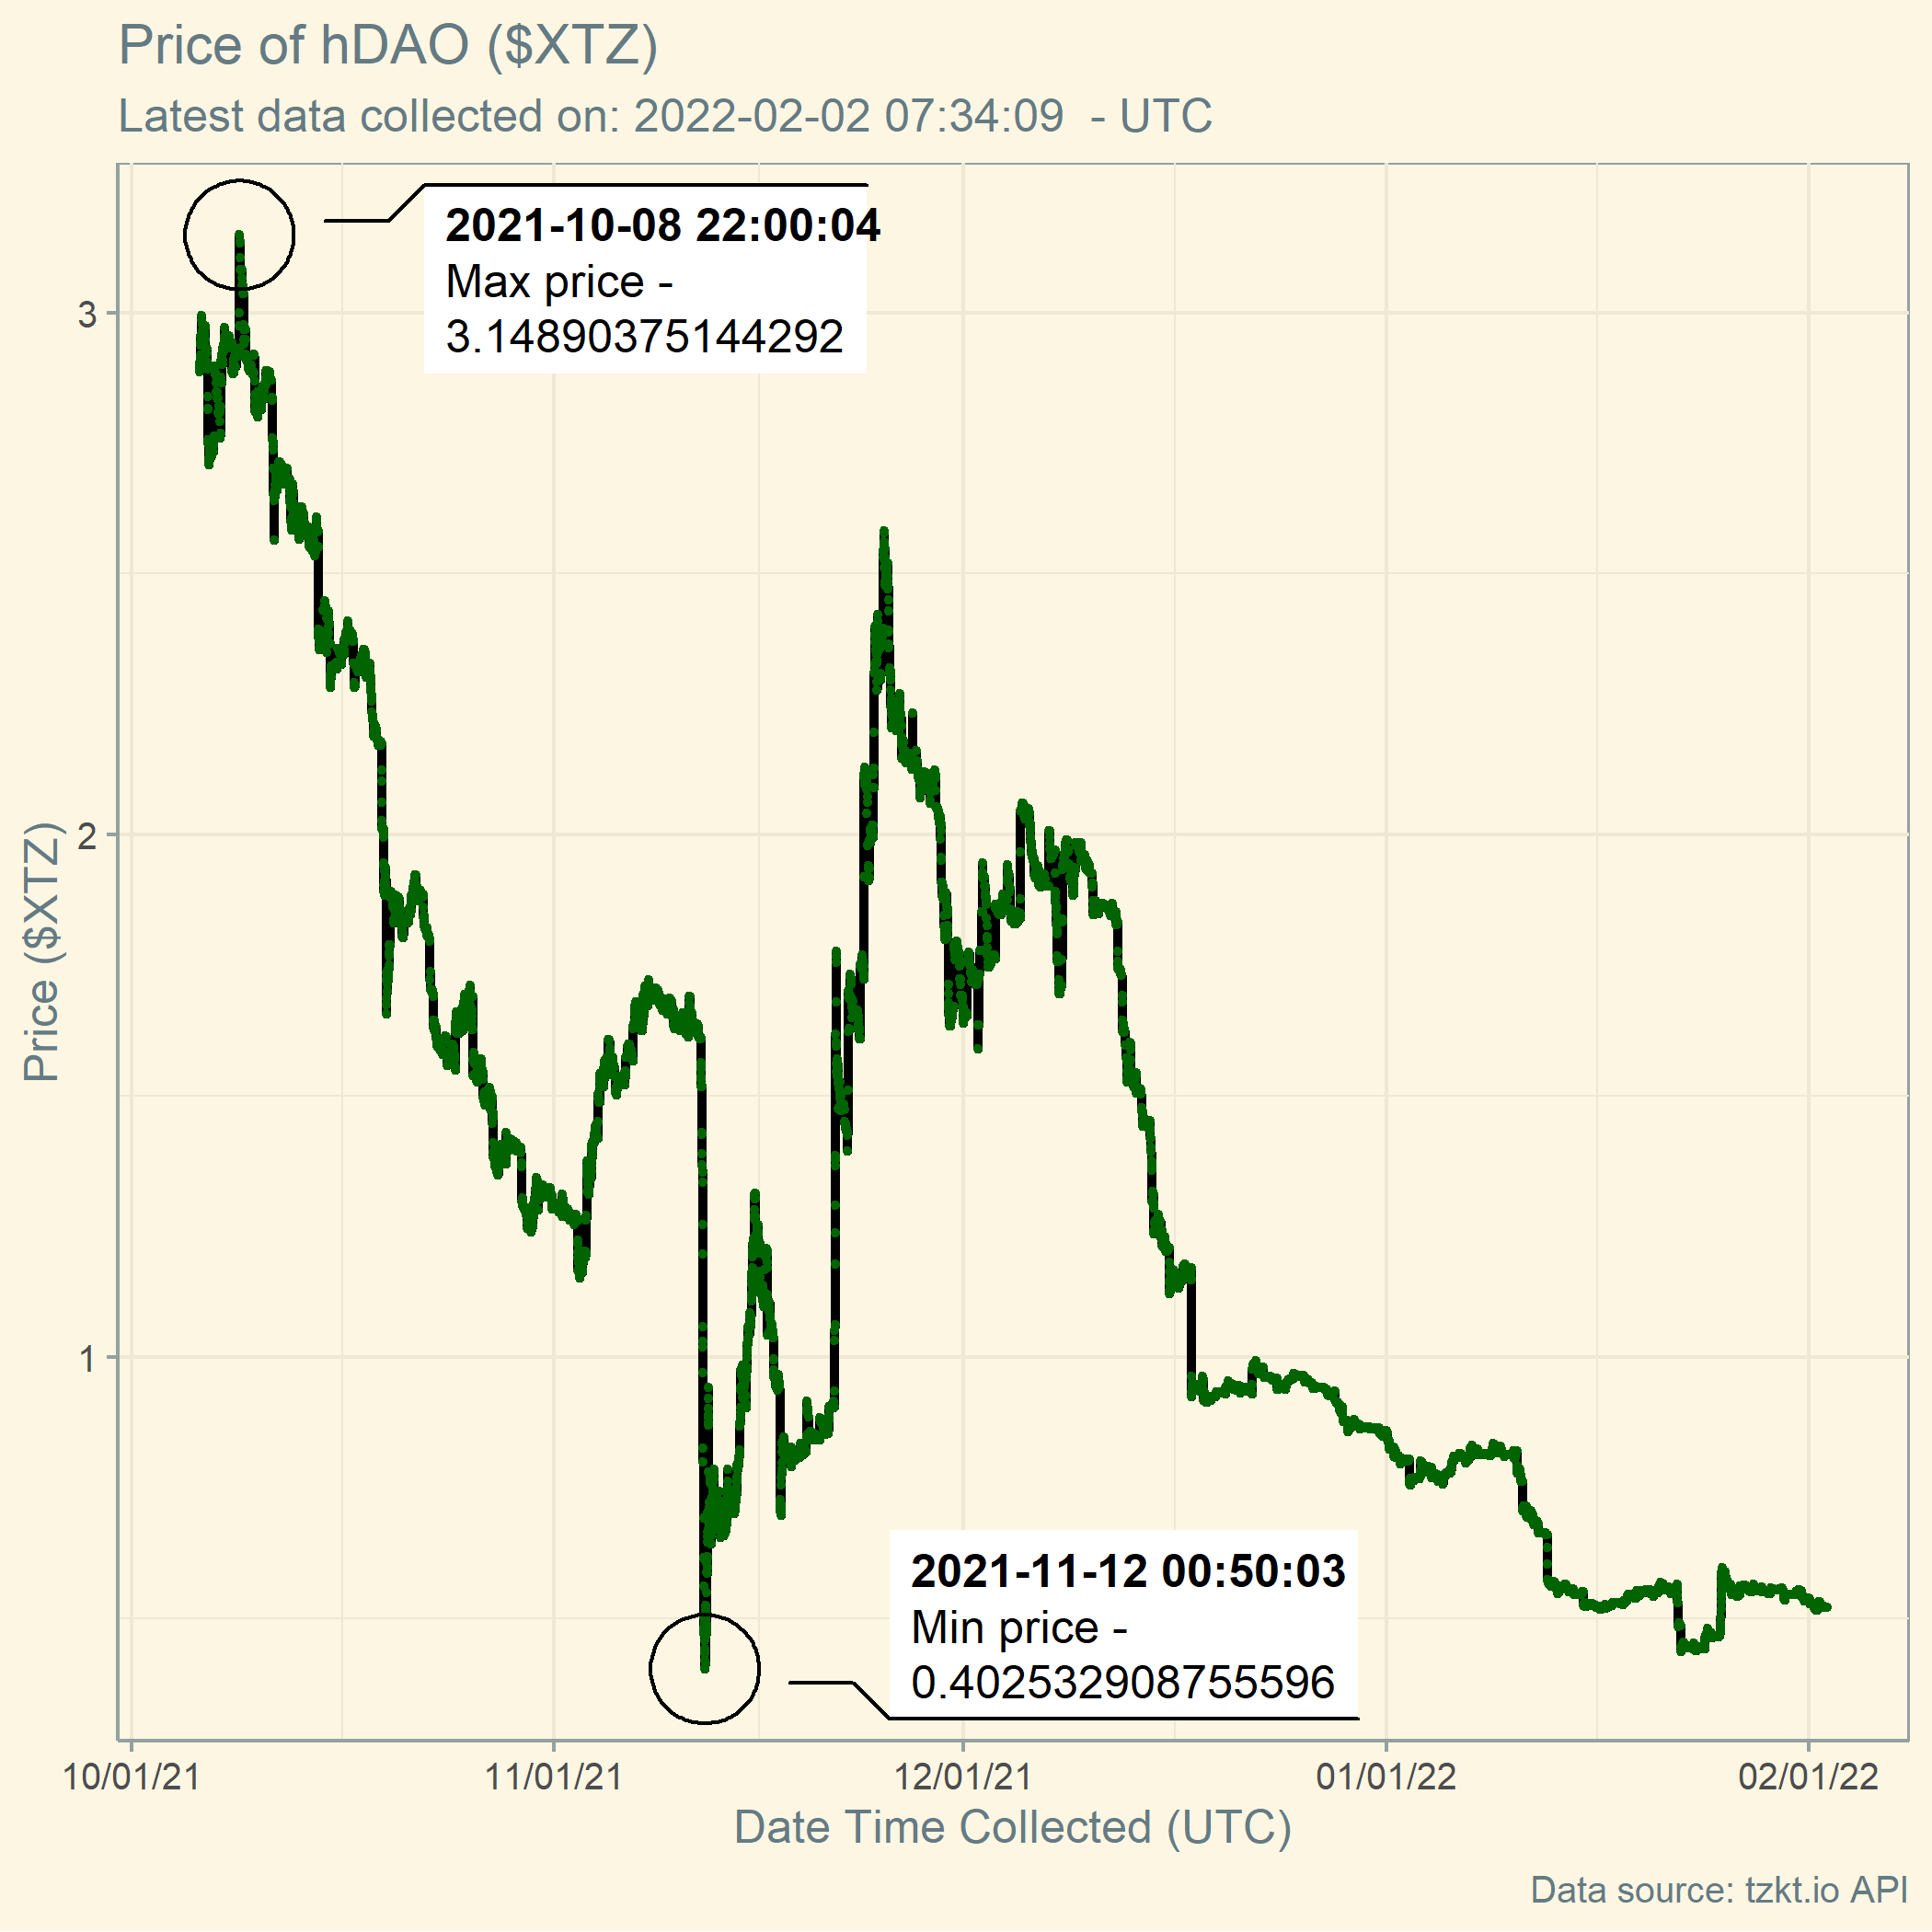 Price of hDAO ($XTZ)
Latest data collected on: 2022-02-02 07:34:09  - UTC
2021-10-08 22:00:04
Max price -
3.14890375144292
3
2
1
Price ($XTZ)
2021-11-12 00:50:03
Min price -
0.402532908755596
10/01/21 11/01/21 12/01/21 01/01/22 02/01/22
Date Time Collected (UTC)
Data source: tzkt.io API